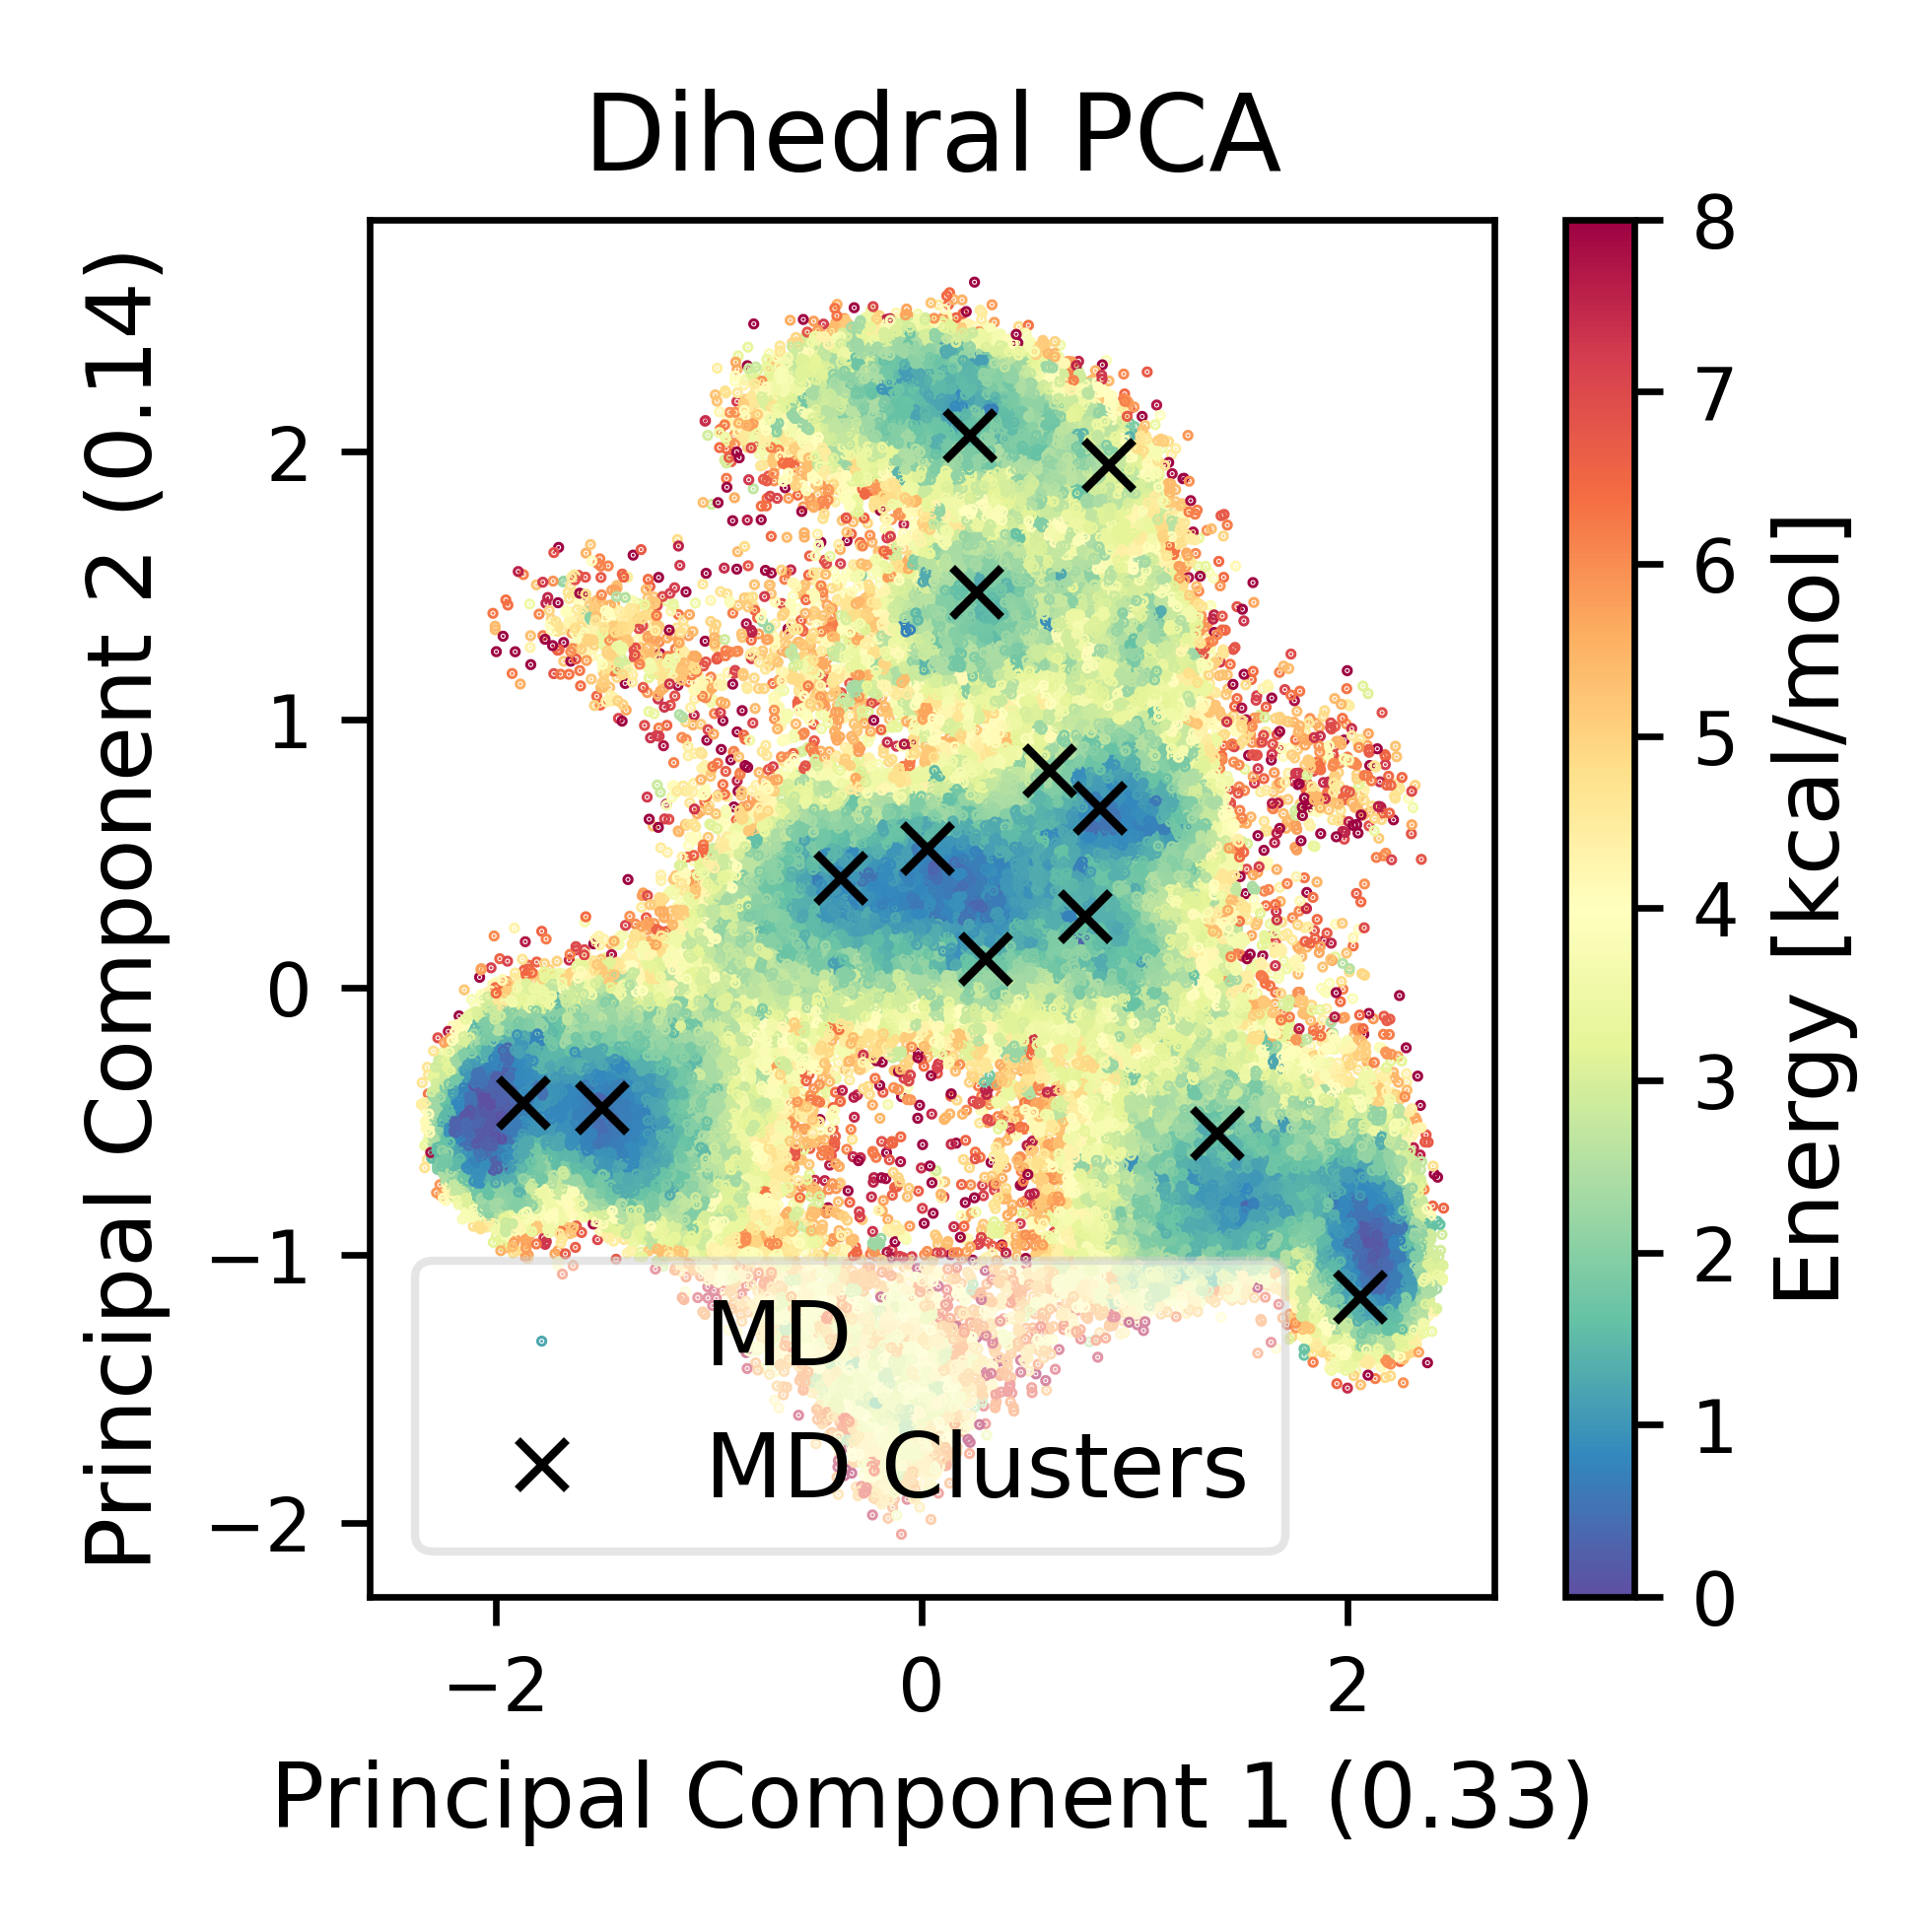 Dihedral PCA
Principal Component 2 (0.14)
2
1
0
−1
−2
MD
MD Clusters
−2
0
2
Principal Component 1 (0.33)
8
7
6
5
4
3
2
1
0
Energy [kcal/mol]